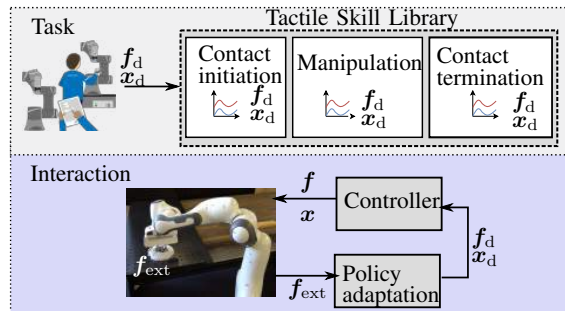 Task
Tactile Skill Library
f_d
x_d
Contact
initiation
f_d
x_d
Manipulation
f_d
x_d
Contact
termination
f_d
x_d
Interaction
f_ext
f
x
Controller
f_d
x_d
f_ext
Policy
adaptation